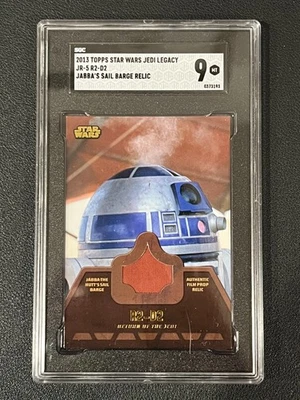 SGC
2013 TOPPS STAR WARS JEDI LEGACY
JR-5 R2-D2
JABBA'S SAIL BARGE RELIC
9 MT
STAR
WARS
JABBA THE
HUTT'S SAIL
BARGE
AUTHENTIC
FILM PROP
RELIC
R2-D2
RETURN OF THE JEDI